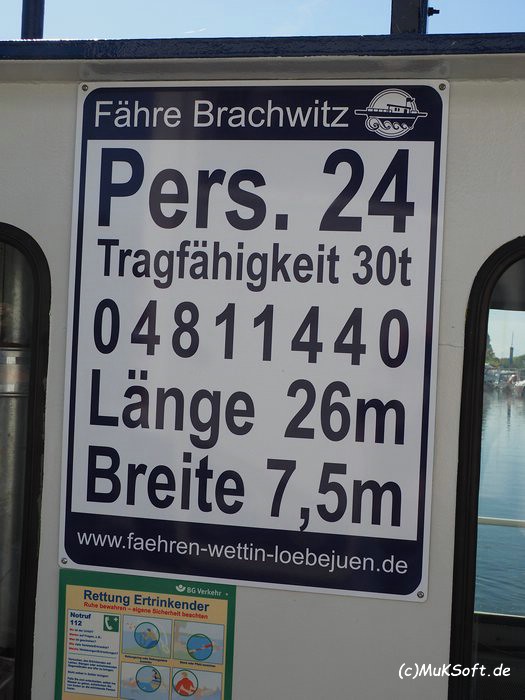 Fähre Brachwitz
Pers. 24
Tragfähigkeit 30t
04811440
Länge 26m
Breite 7,5m
www.faehren-wettin-loebejuen.de
BG Verkehr
Rettung Ertrinkender
Ruhe bewahren – eigene Sicherheit beachten
Notruf
112
(c)MukSoft.de